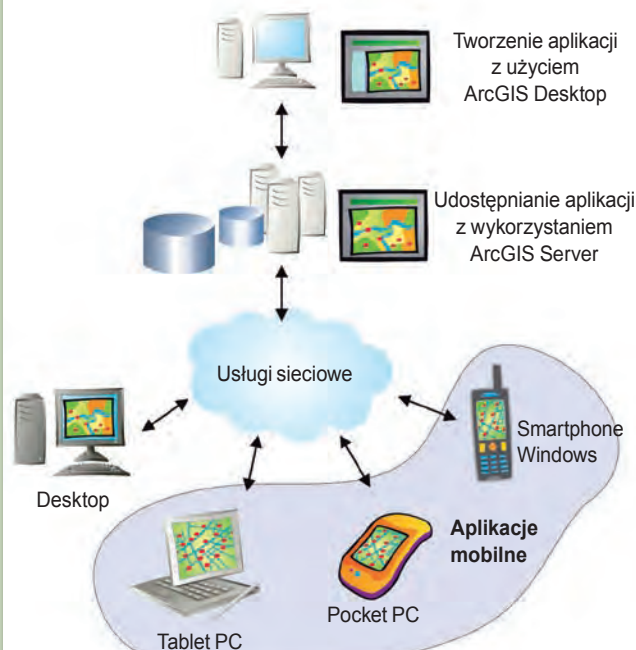 Tworzenie aplikacji
z użyciem
ArcGIS Desktop
Udostępnianie aplikacji
z wykorzystaniem
ArcGIS Server
Usługi sieciowe
Smartphone
Windows
Desktop
Aplikacje
mobilne
Pocket PC
Tablet PC